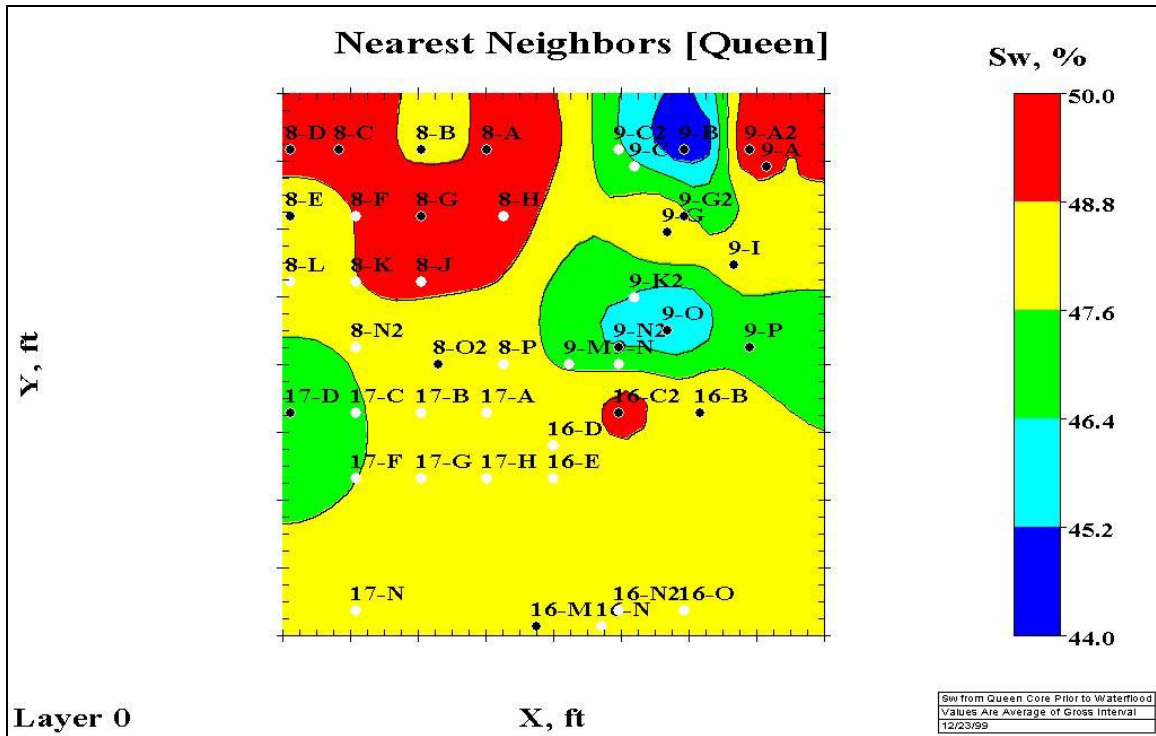 Nearest Neighbors [Queen]
Sw, %
50.0
48.8
47.6
46.4
45.2
44.0
8-D 8-C 8-B 8-A 9-C2 9-B 9-A2
9-C 9-A
8-E 8-F 8-G 8-H 9-G2
9-G
9-I
8-L 8-K 8-J 9-K2
9-O
8-N2 9-N2 9-P
8-O2 8-P 9-M 9-N
17-D 17-C 17-B 17-A 16-C2 16-B
16-D
17-F 17-G 17-H 16-E
17-N 16-N2 16-O
16-M 16-N
Y, ft
X, ft
Layer 0
Sw from Queen Core Prior to Waterflood
Values Are Average of Gross Interval
12/23/99